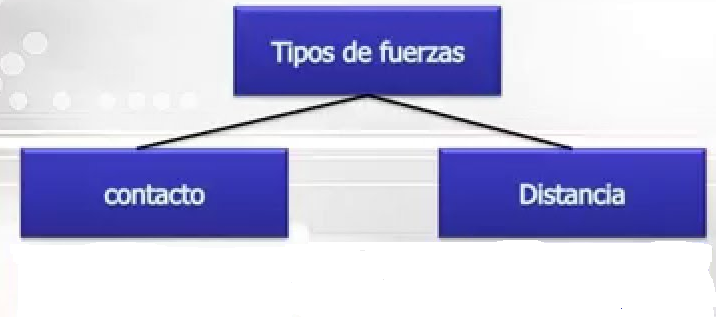 Tipos de fuerzas
contacto
Distancia